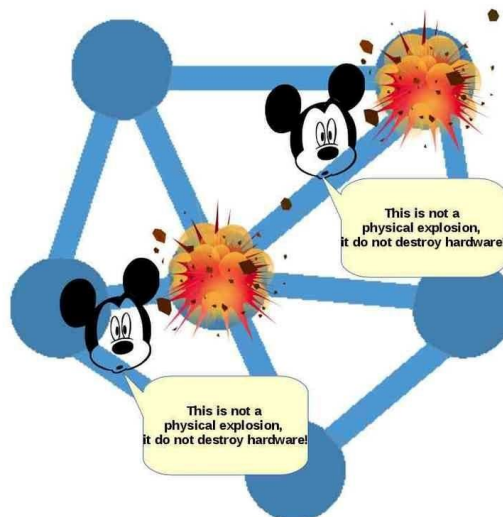 This is not a
physical explosion,
it do not destroy hardware!
This is not a
physical explosion,
it do not destroy hardware!